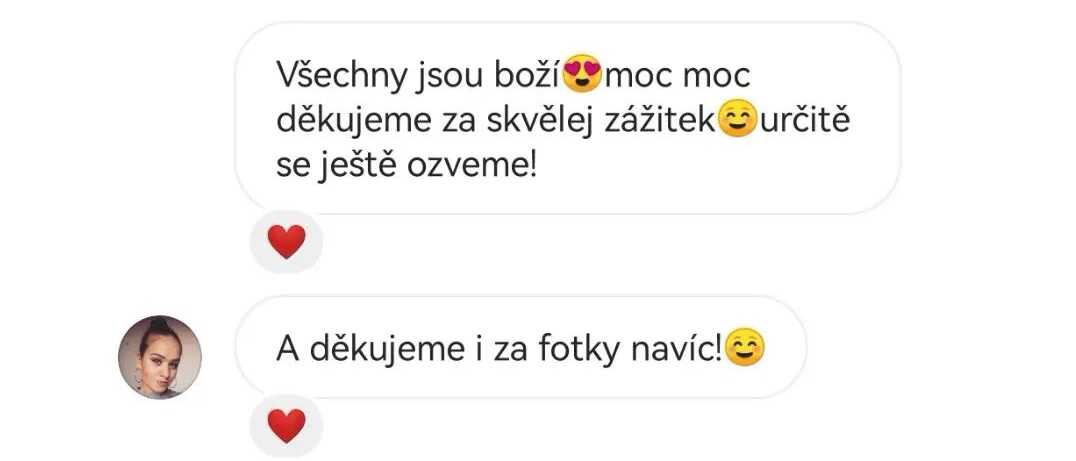 Všechny jsou boží😍moc moc
děkujeme za skvělej zážitek☺️určitě
se ještě ozveme!
A děkujeme i za fotky navíc!☺️